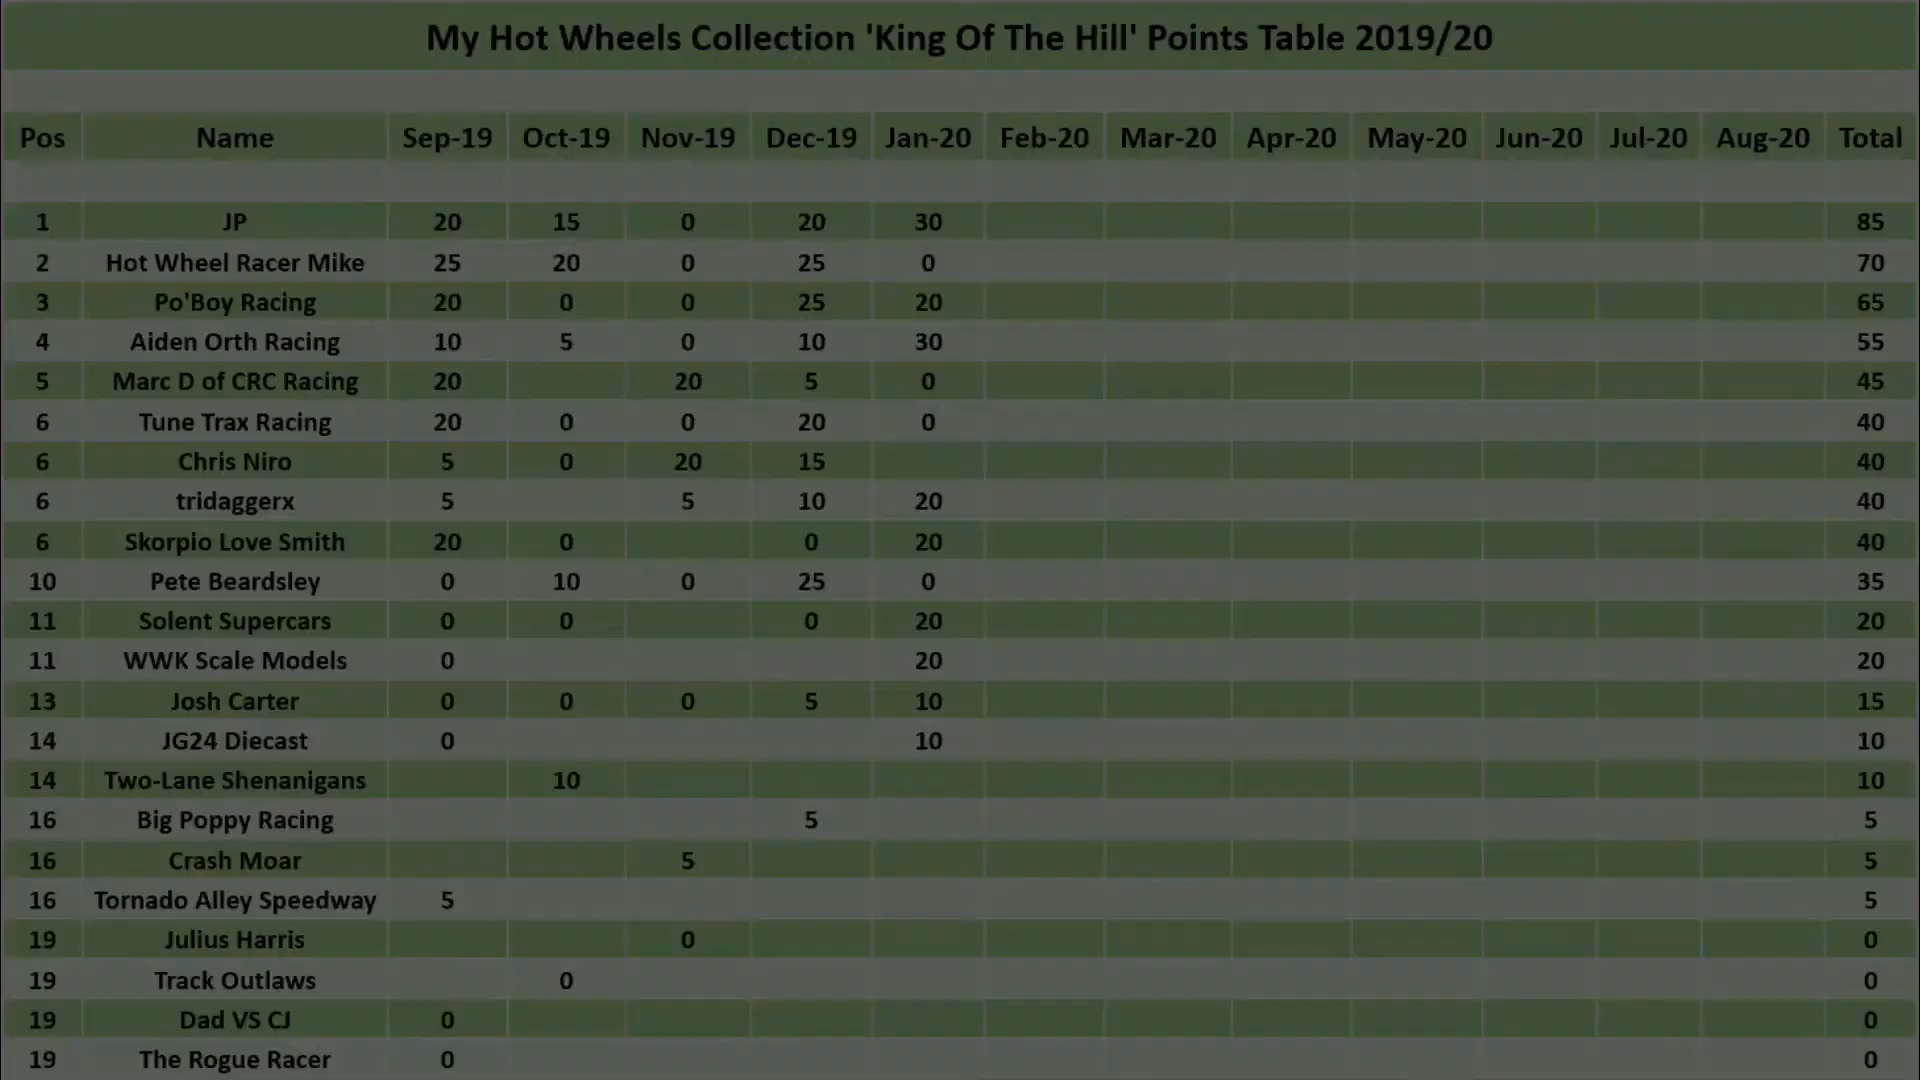 My Hot Wheels Collection 'King Of The Hill' Points Table 2019/20
Pos Name Sep-19 Oct-19 Nov-19 Dec-19 Jan-20 Feb-20 Mar-20 Apr-20 May-20 Jun-20 Jul-20 Aug-20 Total
1 JP 20 15 0 20 30 85
2 Hot Wheel Racer Mike 25 20 0 25 0 70
3 Po'Boy Racing 20 0 0 25 20 65
4 Aiden Orth Racing 10 5 0 10 30 55
5 Marc D of CRC Racing 20 20 5 0 45
6 Tune Trax Racing 20 0 0 20 0 40
6 Chris Niro 5 0 20 15 40
6 tridaggerx 5 5 10 20 40
6 Skorpio Love Smith 20 0 0 20 40
10 Pete Beardsley 0 10 0 25 0 35
11 Solent Supercars 0 0 0 20 20
11 WWK Scale Models 0 20 20
13 Josh Carter 0 0 0 5 10 15
14 JG24 Diecast 0 10 10
14 Two-Lane Shenanigans 10 10
16 Big Poppy Racing 5 5
16 Crash Moar 5 5
16 Tornado Alley Speedway 5 5
19 Julius Harris 0 0
19 Track Outlaws 0 0
19 Dad VS CJ 0 0
19 The Rogue Racer 0 0